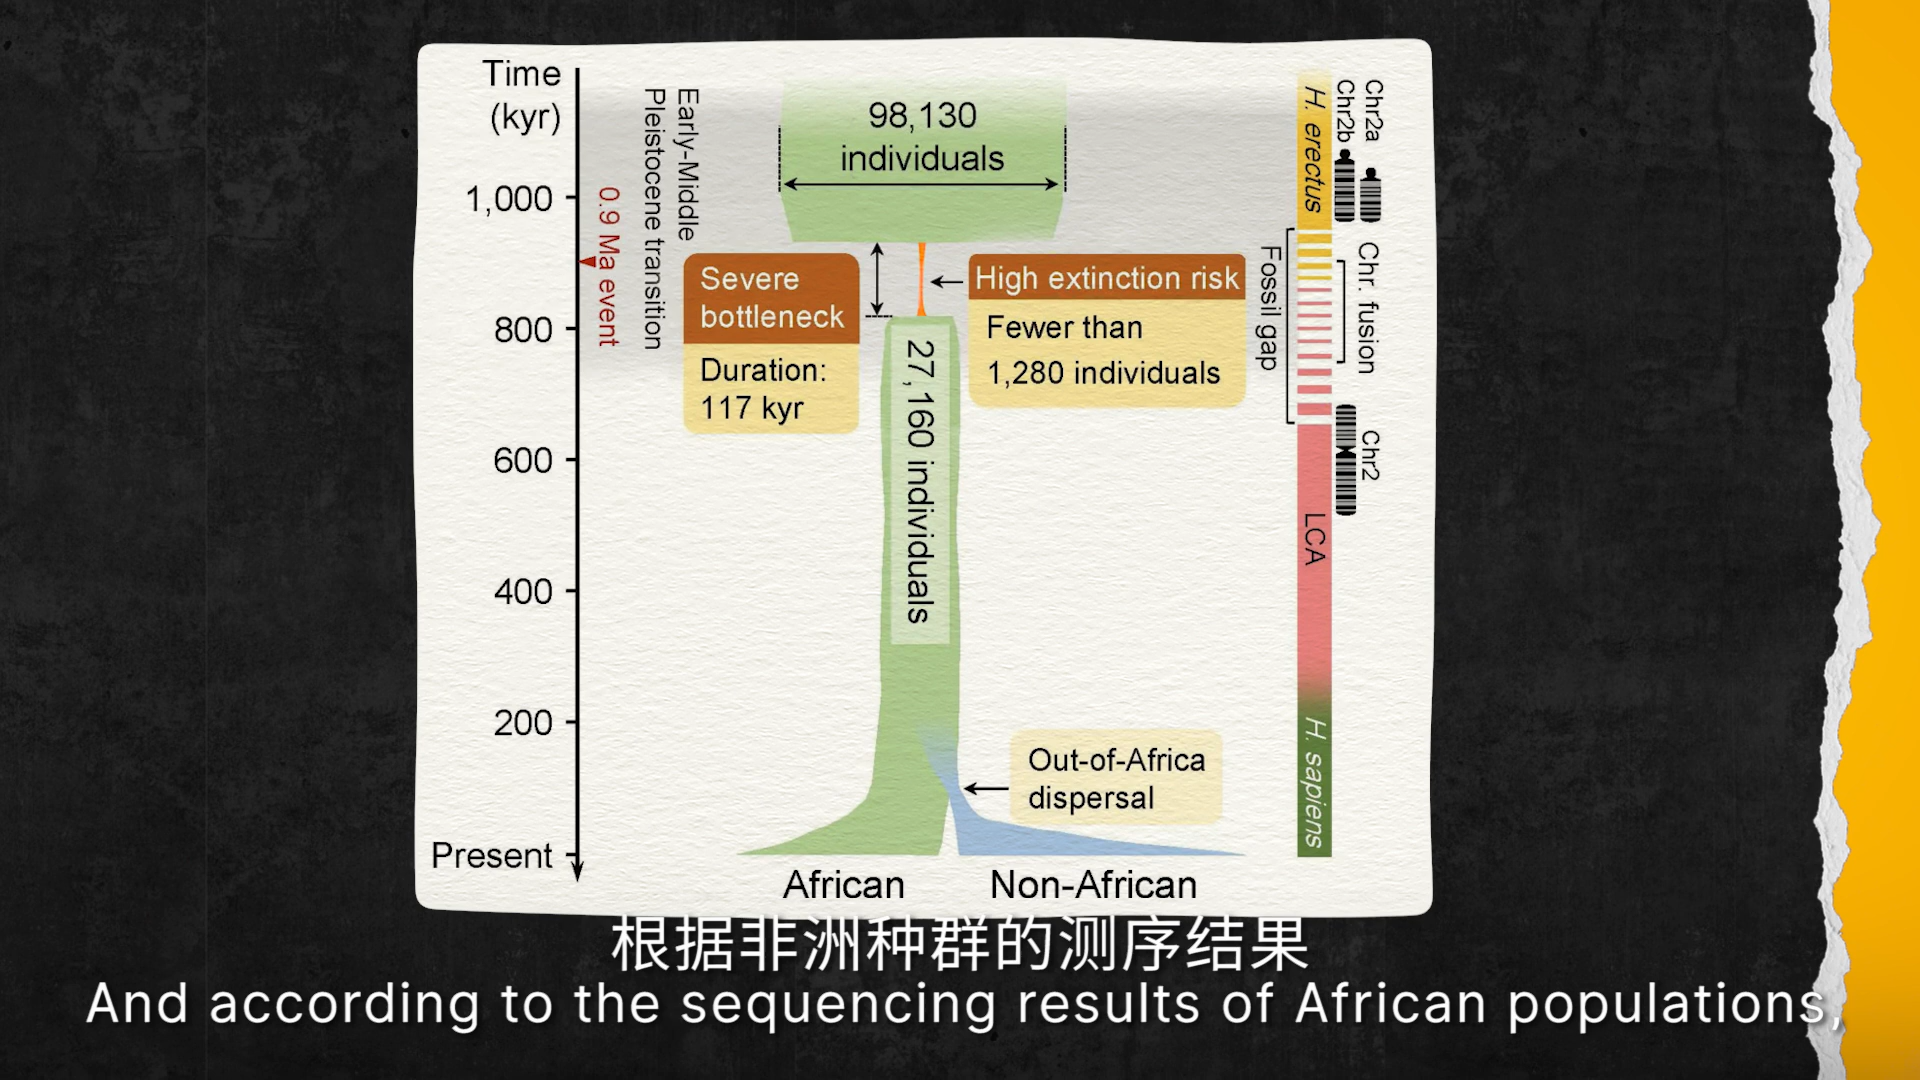 Time
(kyr)
1,000
800
600
400
200
Present
0.9 Ma event
Early-Middle
Pleistocene transition
98,130
individuals
Severe
bottleneck
Duration:
117 kyr
High extinction risk
Fewer than
1,280 individuals
27,160 individuals
Out-of-Africa
dispersal
African
Non-African
Fossil gap
H. erectus
LCA
H. sapiens
Chr2a
Chr2b
Chr. fusion
Chr2
根据非洲种群的测序结果
And according to the sequencing results of African populations,